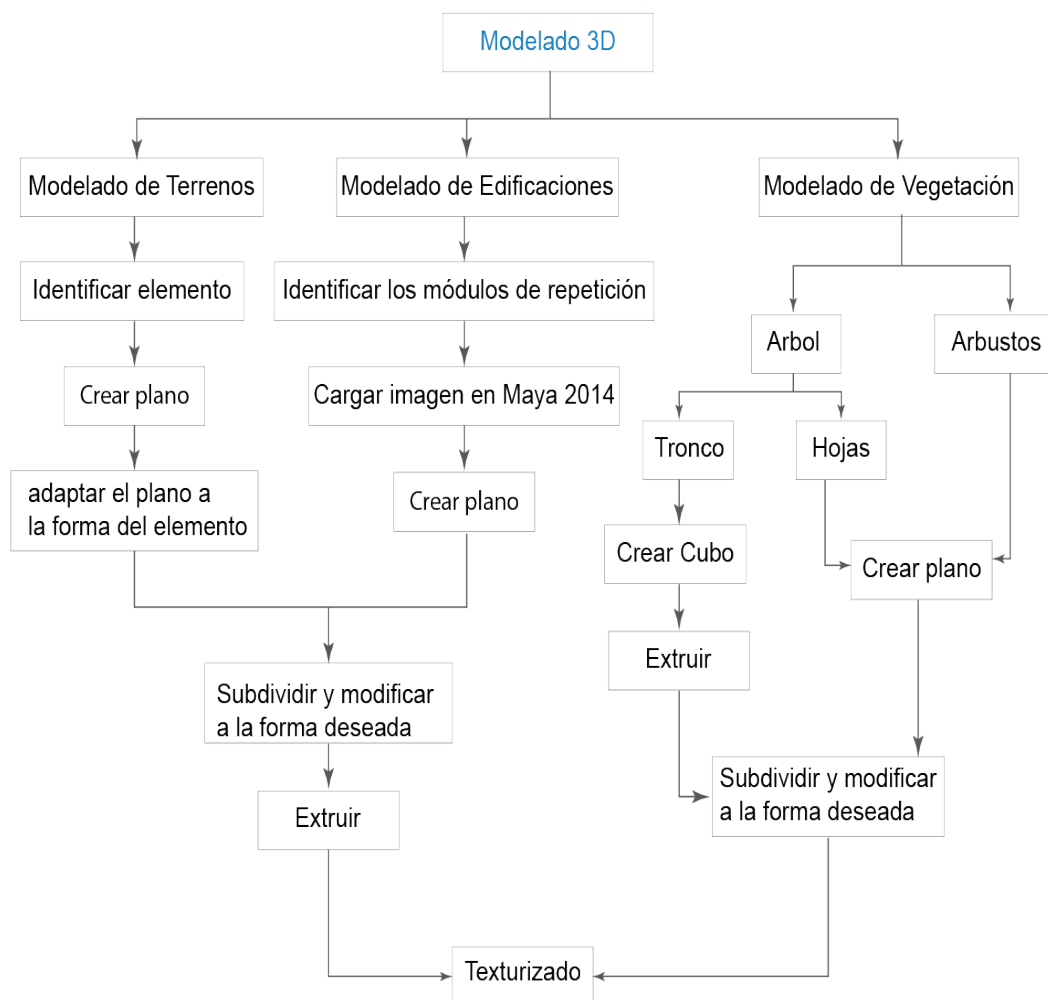 Modelado 3D
Modelado de Terrenos
Modelado de Edificaciones
Modelado de Vegetación
Identificar elemento
Identificar los módulos de repetición
Arbol
Arbustos
Crear plano
Cargar imagen en Maya 2014
Tronco
Hojas
adaptar el plano a
la forma del elemento
Crear plano
Crear Cubo
Crear plano
Extruir
Subdividir y modificar
a la forma deseada
Subdividir y modificar
a la forma deseada
Extruir
Texturizado